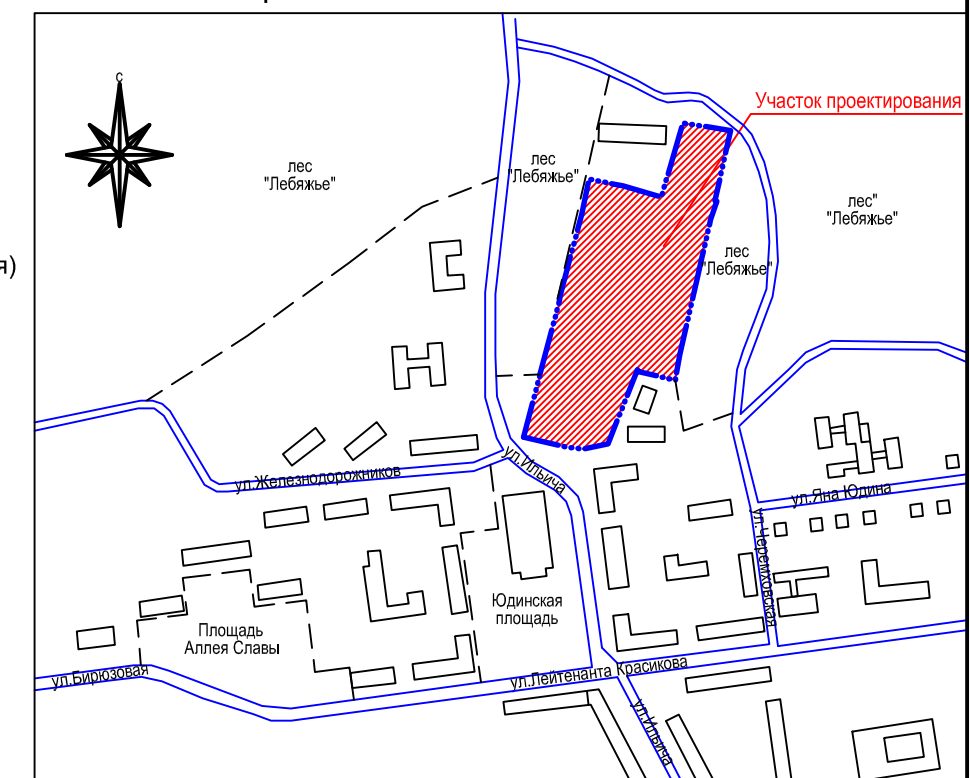 с
Участок проектирования
лес
"Лебяжье"
лес
"Лебяжье"
лес"
"Лебяжье"
лес
"Лебяжье"
я)
ул.Ильича
ул.Железнодорожников
ул.Яна Юдина
ул.Черемховская
Юдинская
площадь
Площадь
Аллея Славы
ул.Бирюзовая
ул.Лейтенанта Красикова
ул.Ильича